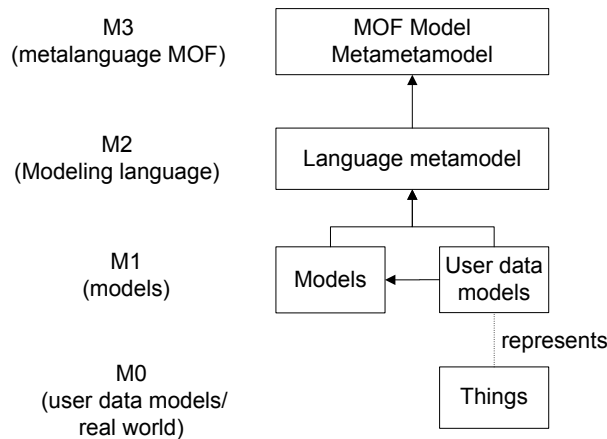 M3
(metalanguage MOF)
MOF Model
Metametamodel
M2
(Modeling language)
Language metamodel
M1
(models)
Models
User data
models
represents
M0
(user data models/
real world)
Things